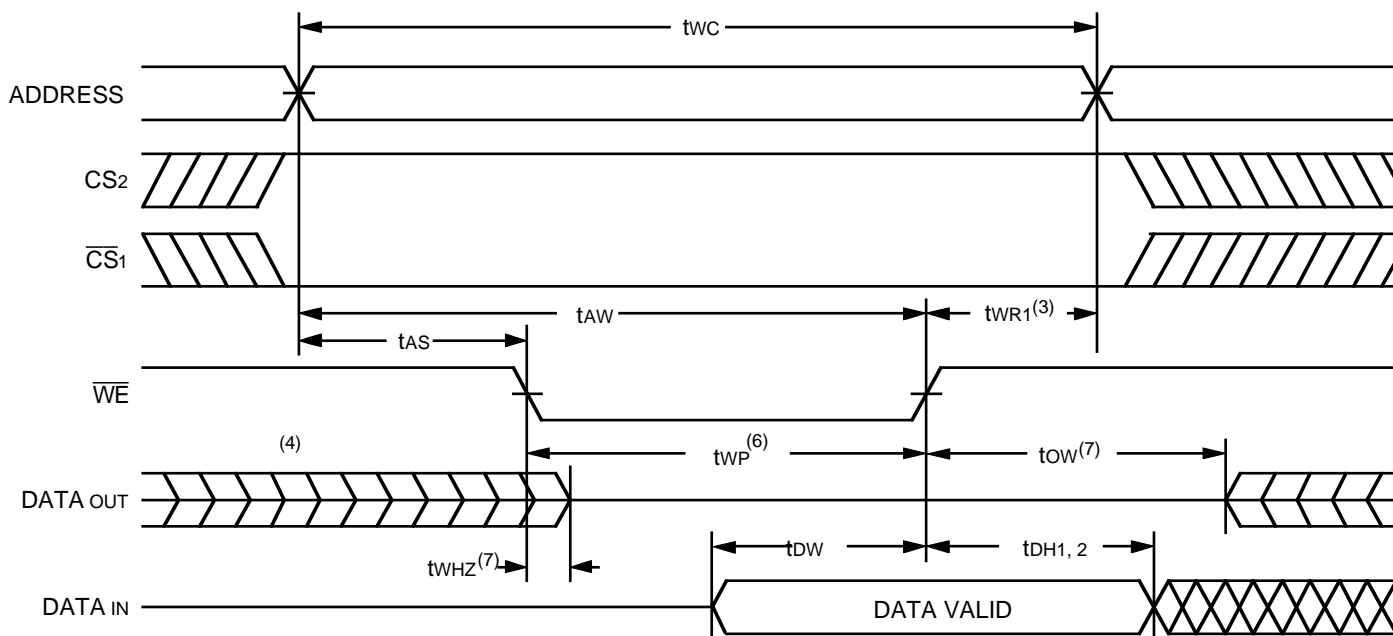 tWC
ADDRESS
CS2
CS1
tAW
tWR1(3)
tAS
WE
(4)
tWP(6)
tOW(7)
DATA OUT
tDW
tDH1, 2
tWHZ(7)
DATA IN
DATA VALID